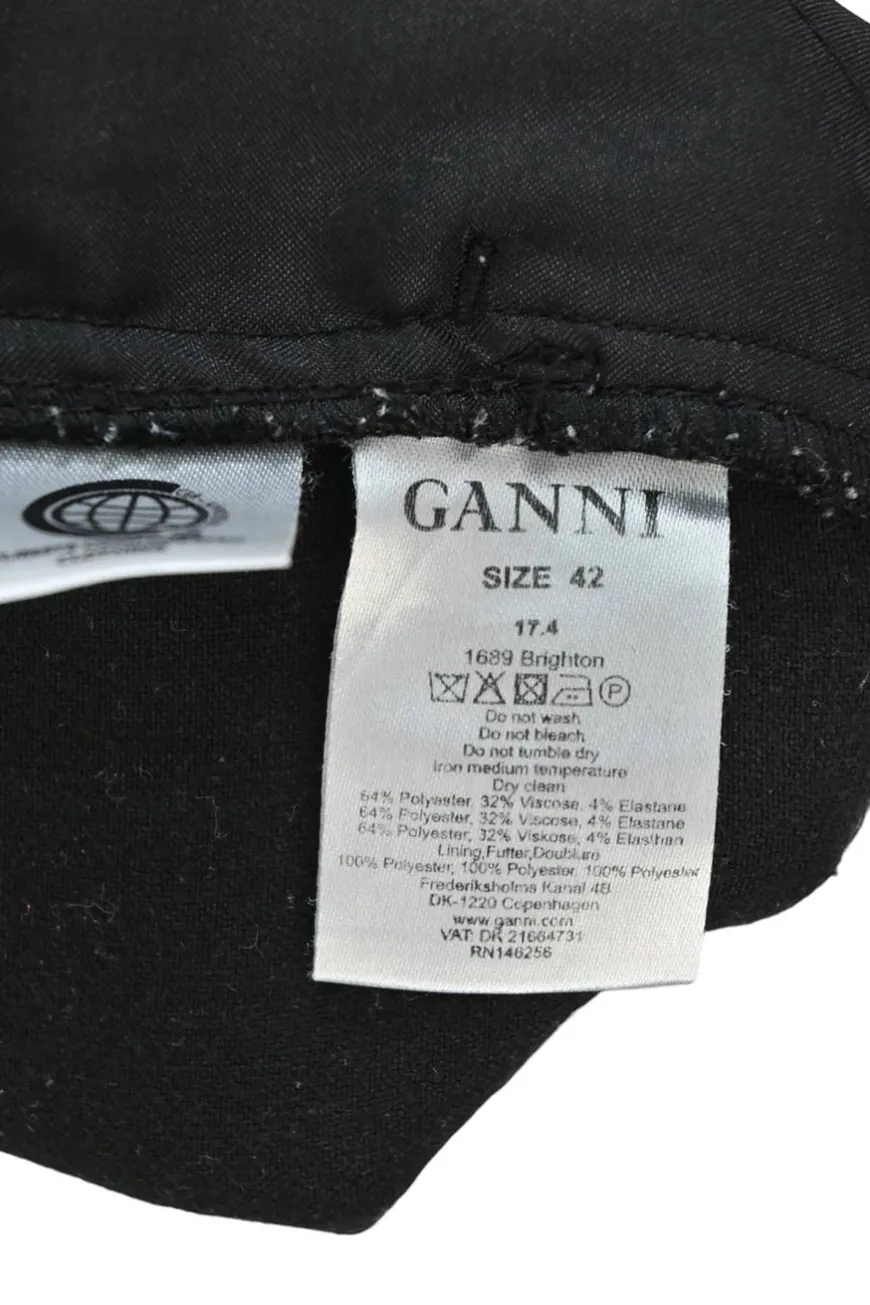 GANNI
SIZE 42
17.4
1689 Brighton
Do not wash
Do not bleach
Do not tumble dry
Iron medium temperature
Dry clean
64% Polyester, 32% Viscose, 4% Elastane
64% Polyester, 32% Viscose, 4% Elastane
64% Polyester, 32% Viskose, 4% Elasthan
Lining,Futter,Doublure
100% Polyester, 100% Polyester, 100% Polyester
Frederiksholms Kanal 4B
DK-1220 Copenhagen
www.ganni.com
VAT: DK 21664731
RN146256